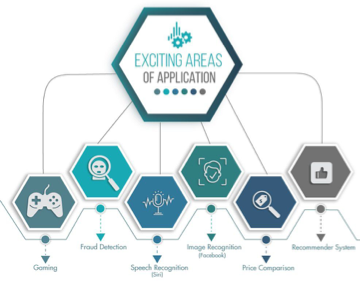 EXCITING AREAS
OF APPLICATION
Gaming
Fraud Detection
Speech Recognition
(Siri)
Image Recognition
(Facebook)
Price Comparison
Recommender System